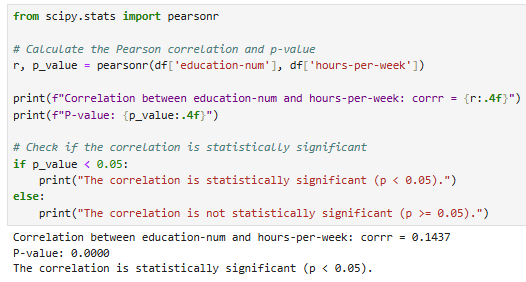 from scipy.stats import pearsonr
# Calculate the Pearson correlation and p-value
r, p_value = pearsonr(df['education-num'], df['hours-per-week'])
print(f"Correlation between education-num and hours-per-week: corrr = {r:.4f}")
print(f"P-value: {p_value:.4f}")
# Check if the correlation is statistically significant
if p_value < 0.05:
    print("The correlation is statistically significant (p < 0.05).")
else:
    print("The correlation is not statistically significant (p >= 0.05).")
Correlation between education-num and hours-per-week: corrr = 0.1437
P-value: 0.0000
The correlation is statistically significant (p < 0.05).